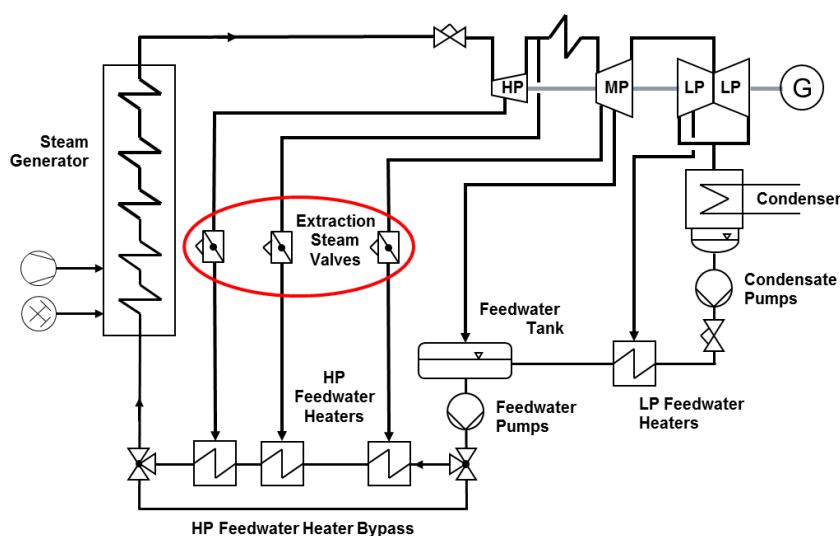 HP
MP
LP
LP
G
Steam
Generator
Extraction
Steam
Valves
Condenser
Condensate
Pumps
Feedwater
Tank
HP
Feedwater
Heaters
Feedwater
Pumps
LP Feedwater
Heaters
HP Feedwater Heater Bypass